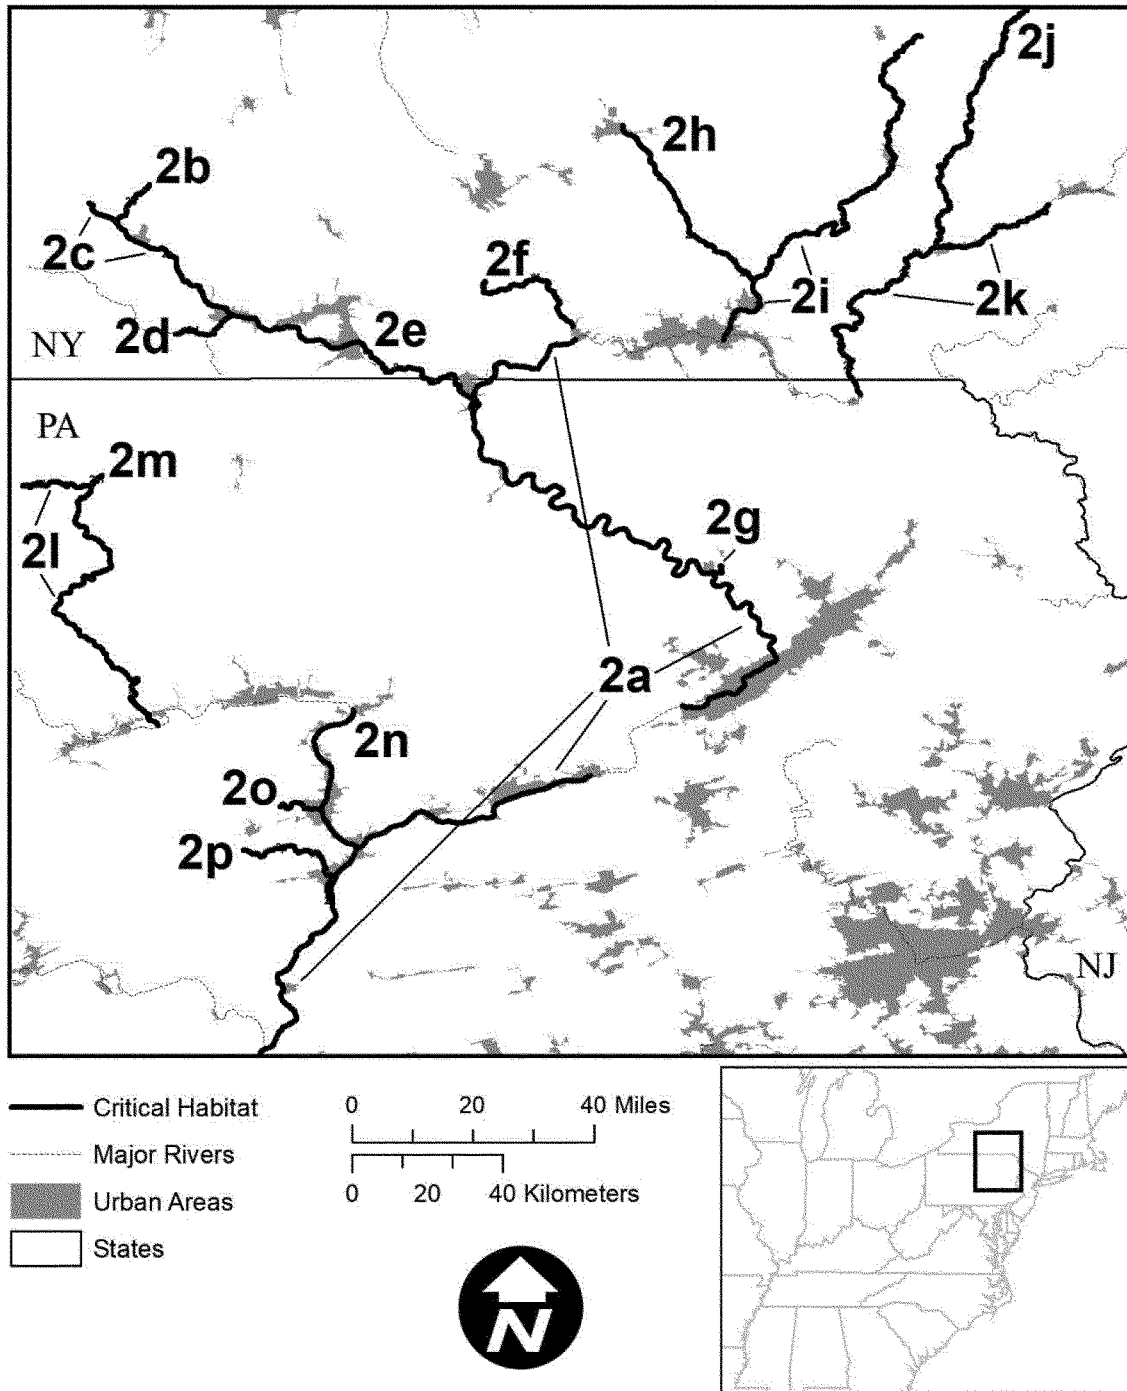 2j
2h
2b
2c
2f
2i
2k
2d
2e
NY
PA
2m
2g
2l
2a
2n
2o
2p
NJ
Critical Habitat
Major Rivers
Urban Areas
States
0 20 40 Miles
0 20 40 Kilometers
N